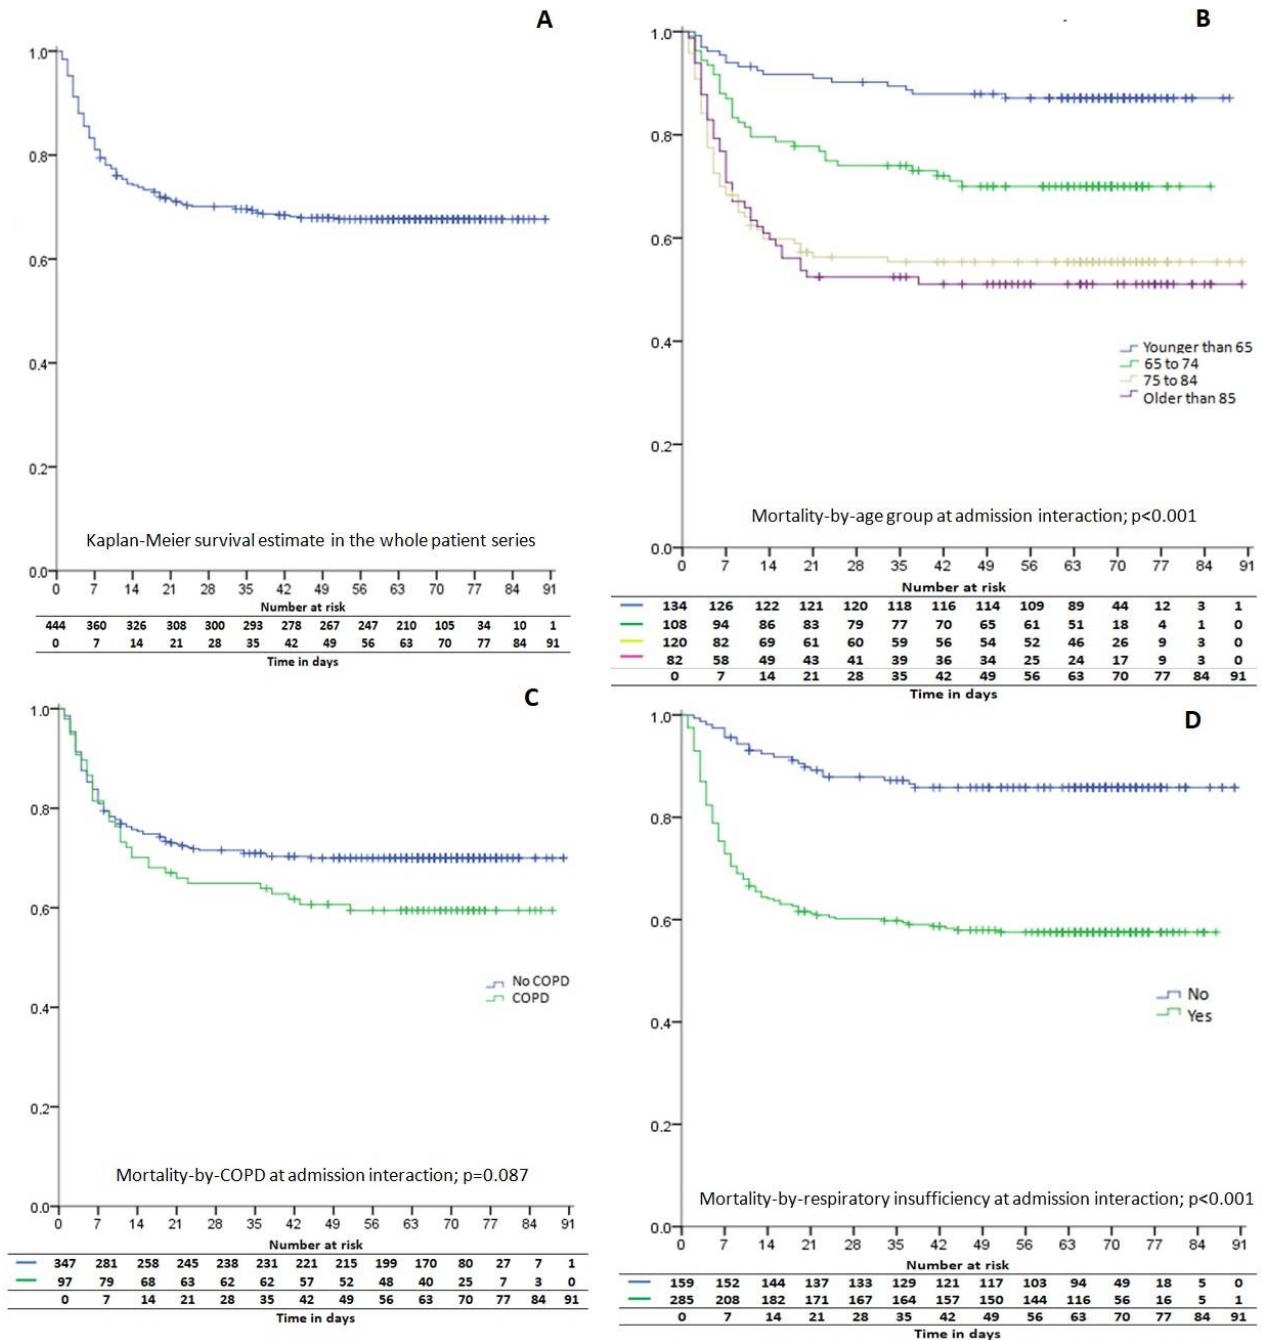 A
1.0
0.8
0.6
0.4
0.2
0.0
Kaplan-Meier survival estimate in the whole patient series
0 7 14 21 28 35 42 49 56 63 70 77 84 91
Number at risk
444 360 326 308 300 293 278 267 247 210 105 34 10 1
0 7 14 21 28 35 42 49 56 63 70 77 84 91
Time in days
B
1.0
0.8
0.6
0.4
0.2
0.0
Younger than 65
65 to 74
75 to 84
Older than 85
Mortality-by-age group at admission interaction; p<0.001
0 7 14 21 28 35 42 49 56 63 70 77 84 91
Number at risk
134 126 122 121 120 118 116 114 109 89 44 12 3 1
108 94 86 83 79 77 70 65 61 51 18 4 1 0
120 82 69 61 60 59 56 54 52 46 26 9 3 0
82 58 49 43 41 39 36 34 25 24 17 9 3 0
0 7 14 21 28 35 42 49 56 63 70 77 84 91
Time in days
C
1.0
0.8
0.6
0.4
0.2
0.0
No COPD
COPD
Mortality-by-COPD at admission interaction; p=0.087
0 7 14 21 28 35 42 49 56 63 70 77 84 91
Number at risk
347 281 258 245 238 231 221 215 199 170 80 27 7 1
97 79 68 63 62 62 57 52 48 40 25 7 3 0
0 7 14 21 28 35 42 49 56 63 70 77 84 91
Time in days
D
1.0
0.8
0.6
0.4
0.2
0.0
No
Yes
Mortality-by-respiratory insufficiency at admission interaction; p<0.001
0 7 14 21 28 35 42 49 56 63 70 77 84 91
Number at risk
159 152 144 137 133 129 121 117 103 94 49 18 5 0
285 208 182 171 167 164 157 150 144 116 56 16 5 1
0 7 14 21 28 35 42 49 56 63 70 77 84 91
Time in days